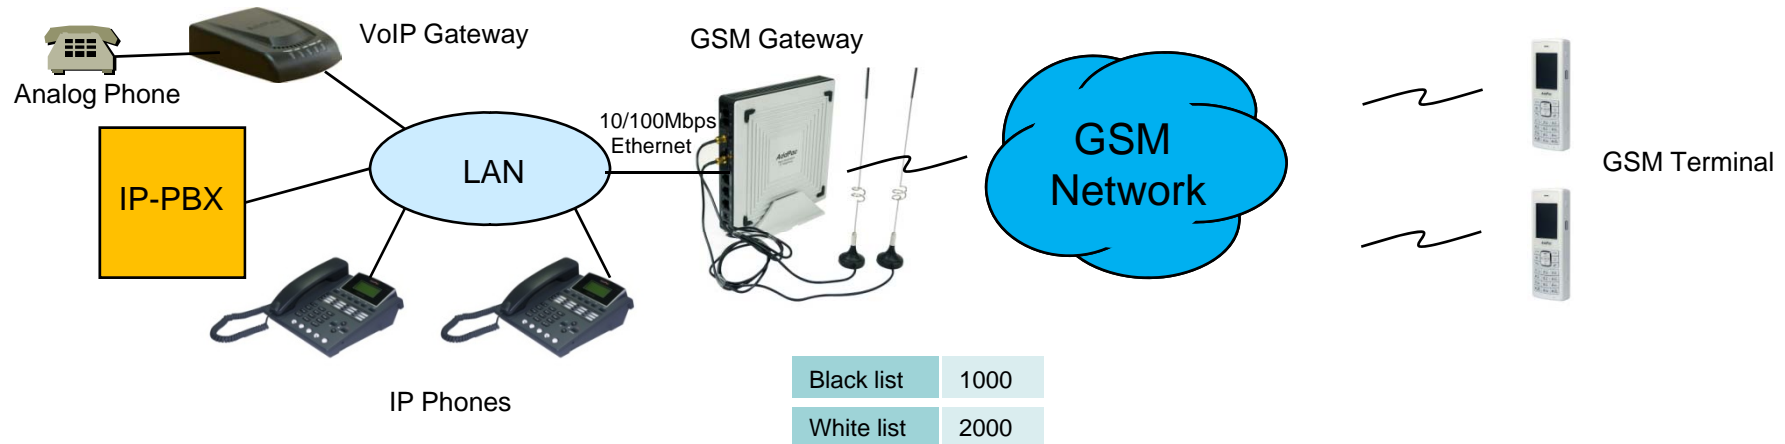 VoIP Gateway
GSM Gateway
Analog Phone
10/100Mbps
Ethernet
AddPac
LAN
IP-PBX
GSM
Network
GSM Terminal
IP Phones
Black list 1000
White list 2000